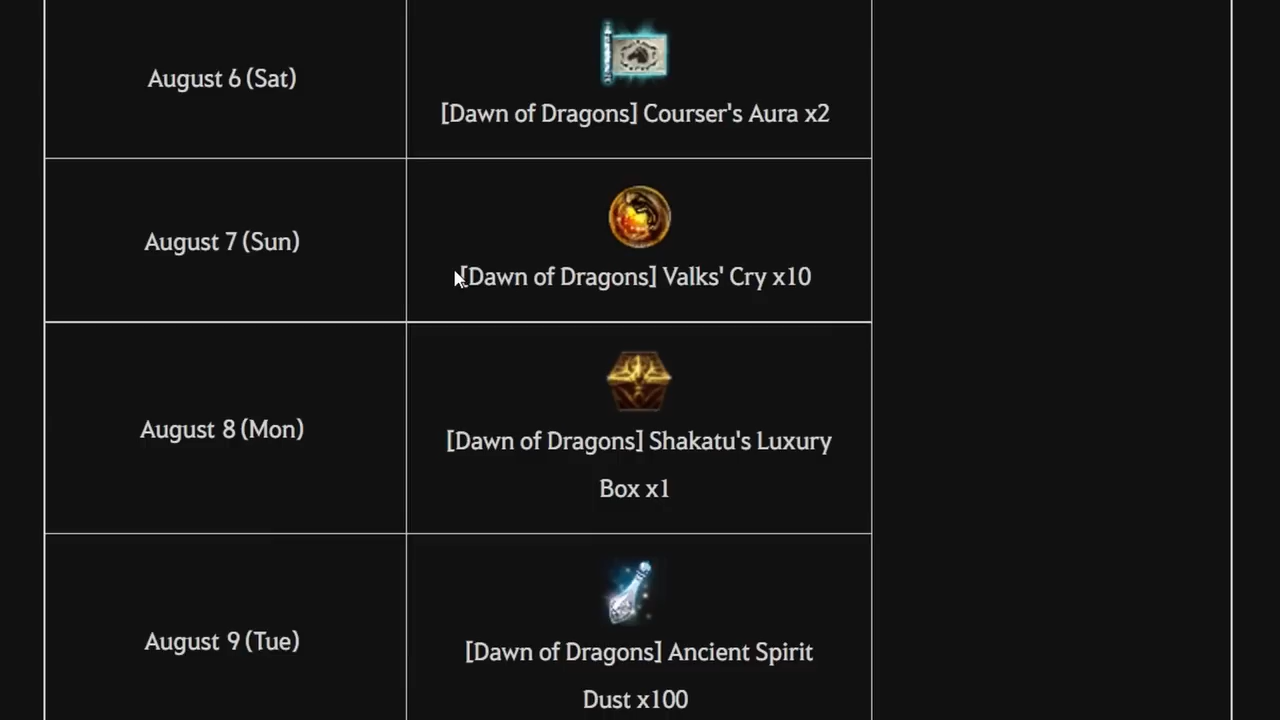 August 6 (Sat)
[Dawn of Dragons] Courser's Aura x2
August 7 (Sun)
[Dawn of Dragons] Valks' Cry x10
August 8 (Mon)
[Dawn of Dragons] Shakatu's Luxury
Box x1
August 9 (Tue)
[Dawn of Dragons] Ancient Spirit
Dust x100